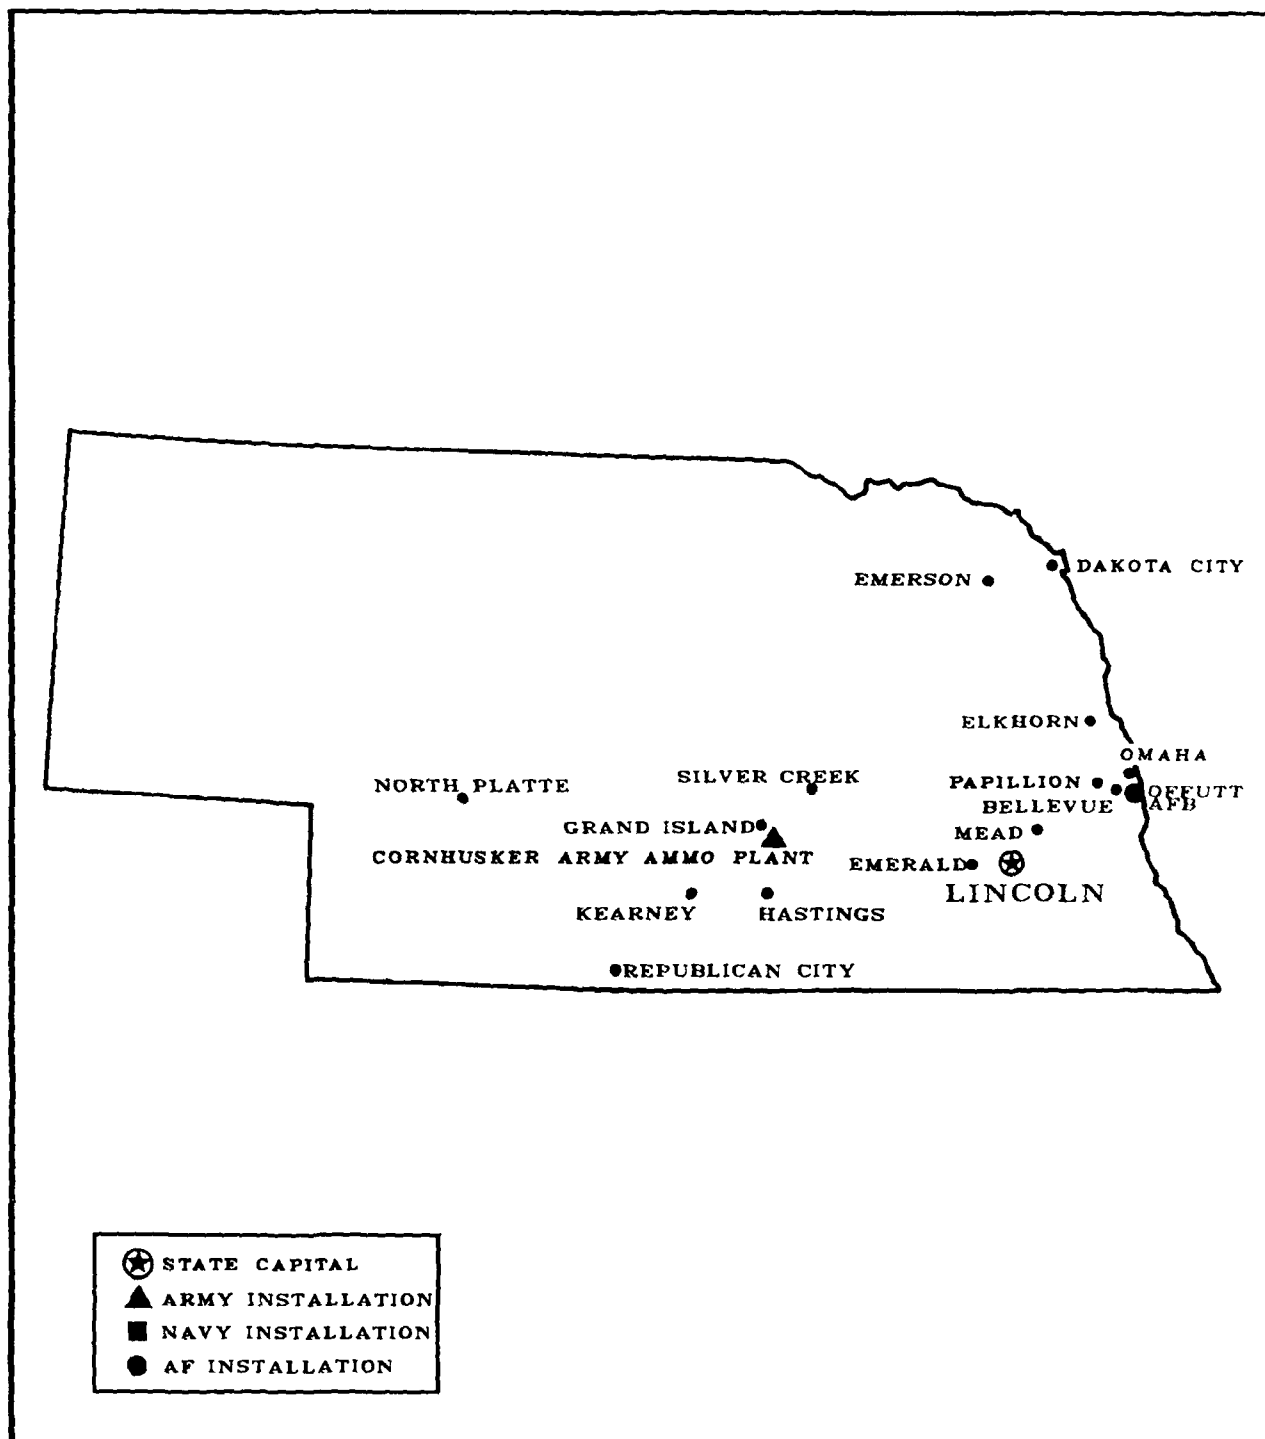 EMERSON
DAKOTA CITY
ELKHORN
OMAHA
NORTH PLATTE
SILVER CREEK
PAPILLION
OFFUTT
AFB
BELLEVUE
GRAND ISLAND
MEAD
CORNHUSKER ARMY AMMO PLANT
EMERALD
LINCOLN
KEARNEY
HASTINGS
REPUBLICAN CITY
STATE CAPITAL
ARMY INSTALLATION
NAVY INSTALLATION
AF INSTALLATION